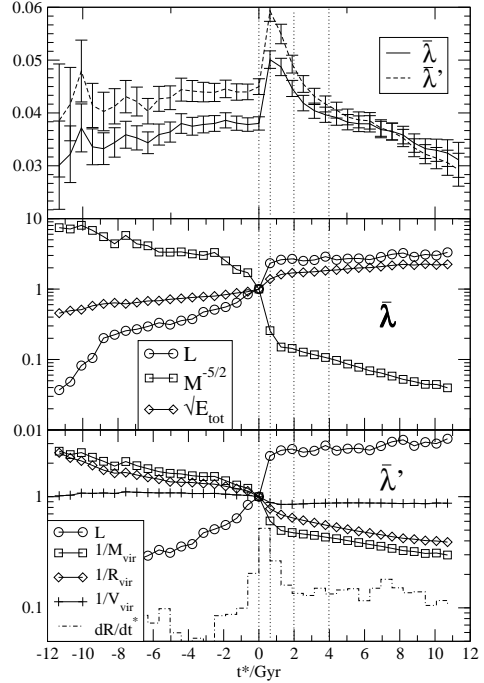 0.06
0.05
0.04
0.03
λ̄
λ̄'
10
1
0.1
0.01
L
M^-5/2
√E_tot
λ̄
1
0.1
L
1/M_vir
1/R_vir
1/V_vir
dR/dt*
λ̄'
-12 -10 -8 -6 -4 -2 0 2 4 6 8 10 12
t*/Gyr